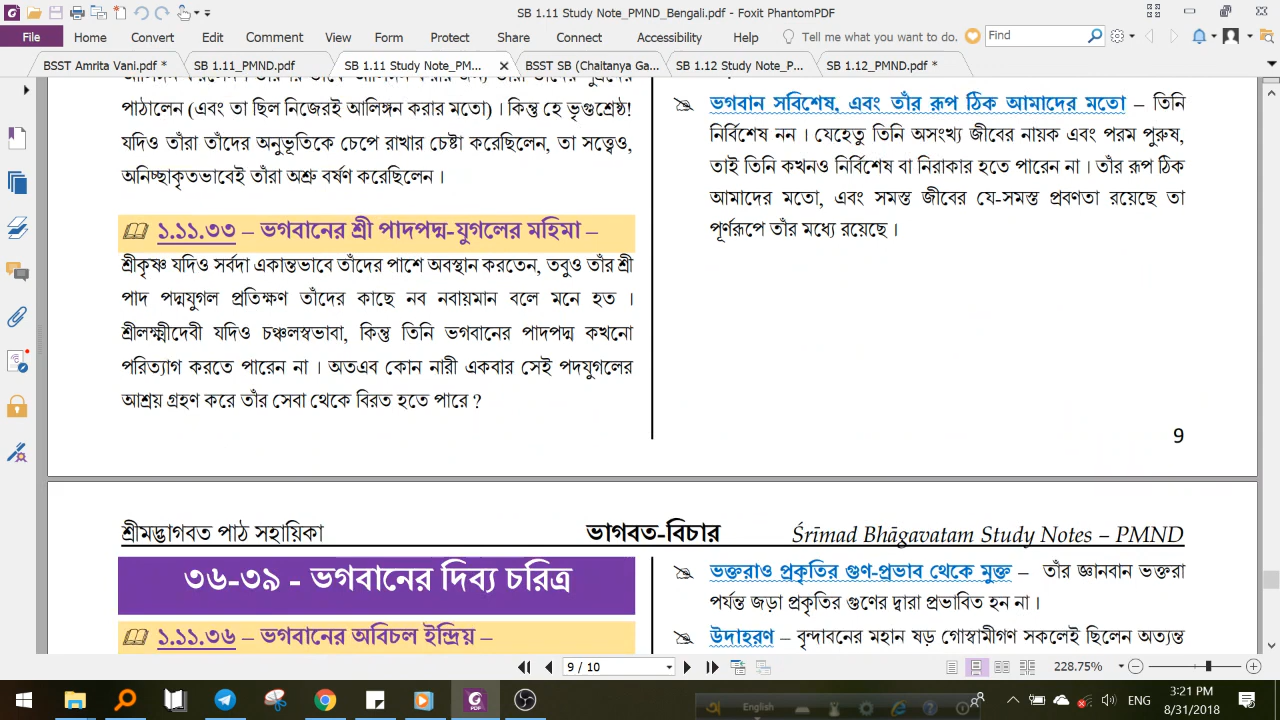 SB 1.11 Study Note_PMND_Bengali.pdf - Foxit PhantomPDF
File Home Convert Edit Comment View Form Protect Share Connect Accessibility Help Tell me what you want to do... Find
BSST Amrita Vani.pdf * SB 1.11_PMND.pdf SB 1.11 Study Note_PM... BSST SB (Chaitanya Ga... SB 1.12 Study Note_P... SB 1.12_PMND.pdf *
পাঠালেন (এবং তা ছিল নিজেরই আলিঙ্গন করার মতো)। কিন্তু হে ভৃগুশ্রেষ্ঠ!
যদিও তাঁরা তাঁদের অনুভূতিকে চেপে রাখার চেষ্টা করেছিলেন, তা সত্ত্বেও,
অনিচ্ছাকৃতভাবেই তাঁরা অশ্রু বর্ষণ করেছিলেন।
১.১১.৩৩ – ভগবানের শ্রী পাদপদ্ম-যুগলের মহিমা –
শ্রীকৃষ্ণ যদিও সর্বদা একান্তভাবে তাঁদের পাশে অবস্থান করতেন, তবুও তাঁর শ্রী
পাদ পদ্মযুগল প্রতিক্ষণ তাঁদের কাছে নব নবায়মান বলে মনে হত ।
শ্রীলক্ষ্মীদেবী যদিও চঞ্চলস্বভাবা, কিন্তু তিনি ভগবানের পাদপদ্ম কখনো
পরিত্যাগ করতে পারেন না । অতএব কোন নারী একবার সেই পদযুগলের
আশ্রয় গ্রহণ করে তাঁর সেবা থেকে বিরত হতে পারে ?
ভগবান সবিশেষ, এবং তাঁর রূপ ঠিক আমাদের মতো – তিনি
নির্বিশেষ নন । যেহেতু তিনি অসংখ্য জীবের নায়ক এবং পরম পুরুষ,
তাই তিনি কখনও নির্বিশেষ বা নিরাকার হতে পারেন না । তাঁর রূপ ঠিক
আমাদের মতো, এবং সমস্ত জীবের যে-সমস্ত প্রবণতা রয়েছে তা
পূর্ণরূপে তাঁর মধ্যে রয়েছে ।
9
শ্রীমদ্ভাগবত পাঠ সহায়িকা ভাগবত-বিচার Śrīmad Bhāgavatam Study Notes – PMND
৩৬-৩৯ - ভগবানের দিব্য চরিত্র
১.১১.৩৬ – ভগবানের অবিচল ইন্দ্রিয় –
ভক্তরাও প্রকৃতির গুণ-প্রভাব থেকে মুক্ত – তাঁর জ্ঞানবান ভক্তরা
পর্যন্ত জড়া প্রকৃতির গুণের দ্বারা প্রভাবিত হন না ।
উদাহরণ – বৃন্দাবনের মহান ষড় গোস্বামীগণ সকলেই ছিলেন অত্যন্ত
9 / 10 228.75%
English
ENG
3:21 PM
8/31/2018